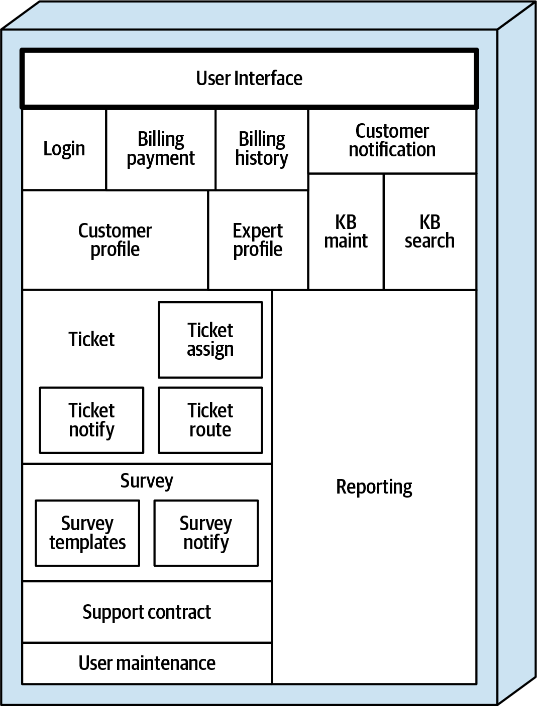 User Interface
Login
Billing
payment
Billing
history
Customer
notification
Customer
profile
Expert
profile
KB
maint
KB
search
Ticket
Ticket
assign
Ticket
notify
Ticket
route
Survey
Survey
templates
Survey
notify
Reporting
Support contract
User maintenance